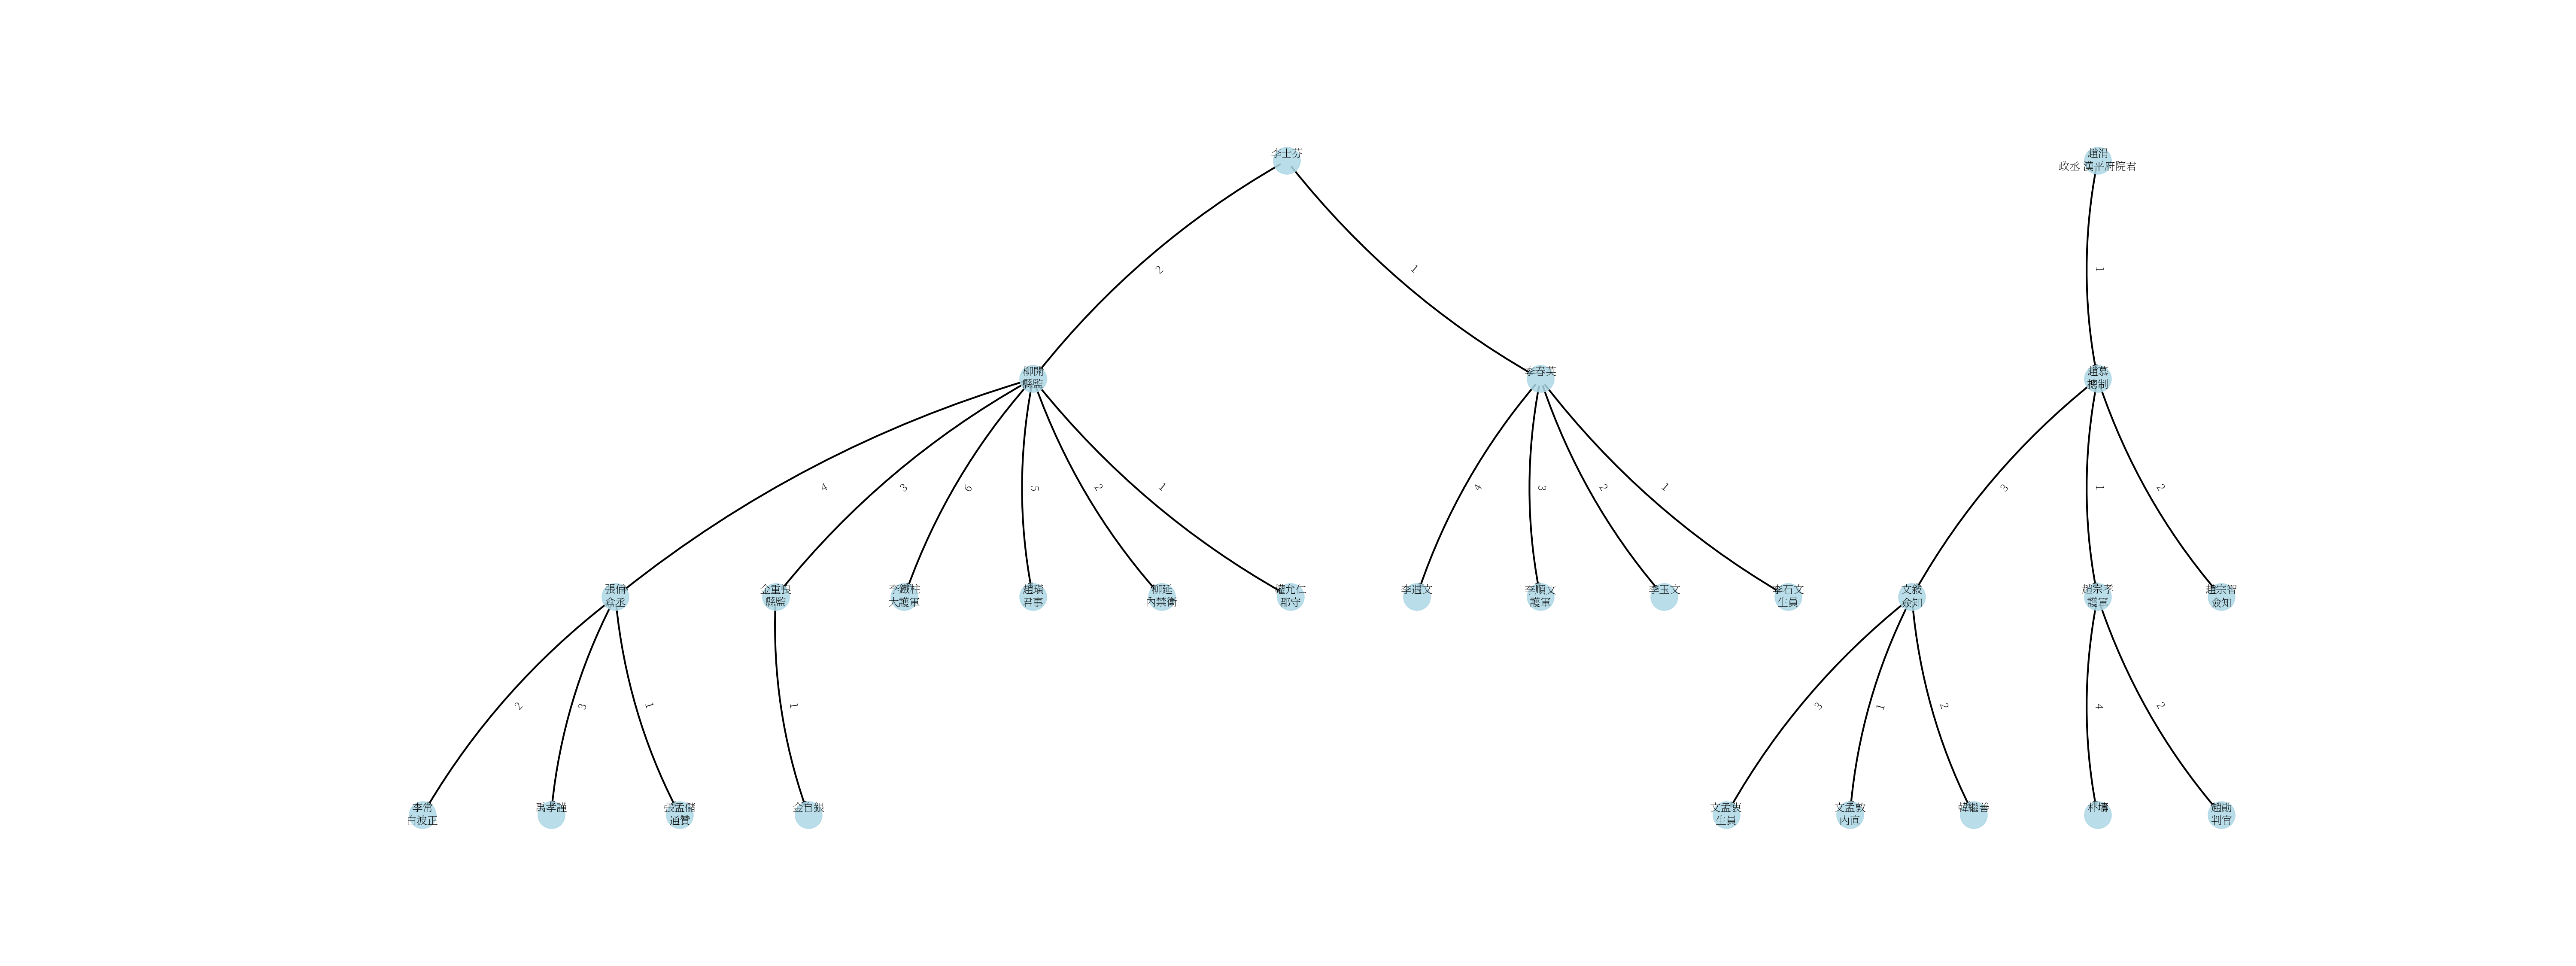 李士芬
趙涓
政丞 漢平府院君
2
1
1
柳開
縣監
李春英
趙慕
摠制
4
3
6
5
2
1
4
3
2
1
3
1
2
張俌
倉丞
金重良
縣監
李鐵柱
大護軍
趙璜
君事
柳延
內禁衛
權允仁
郡守
李遇文
李順文
護軍
李玉文
李石文
生員
文叙
僉知
趙宗孝
護軍
趙宗智
僉知
2
3
1
1
3
1
2
4
2
李常
白波正
禹孝瞳
張孟儲
通贊
金自銀
文孟衷
生員
文孟敦
內直
韓繼善
朴壔
趙勛
判官